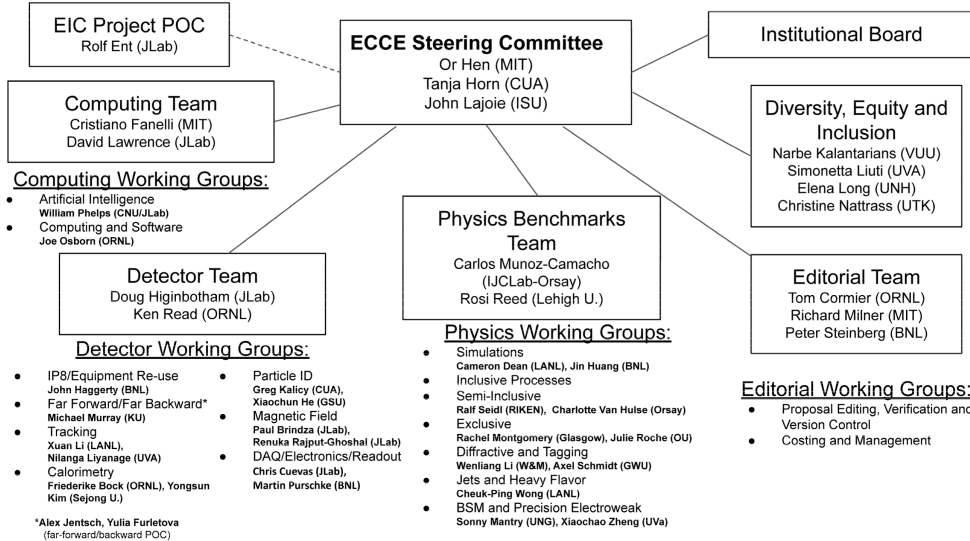 EIC Project POC
Rolf Ent (JLab)
ECCE Steering Committee
Or Hen (MIT)
Tanja Horn (CUA)
John Lajoie (ISU)
Institutional Board
Computing Team
Cristiano Fanelli (MIT)
David Lawrence (JLab)
Diversity, Equity and
Inclusion
Narbe Kalantarians (VUU)
Simonetta Liuti (UVA)
Elena Long (UNH)
Christine Nattrass (UTK)
Computing Working Groups:
● Artificial Intelligence
William Phelps (CNU/JLab)
● Computing and Software
Joe Osborn (ORNL)
Detector Team
Doug Higinbotham (JLab)
Ken Read (ORNL)
Physics Benchmarks
Team
Carlos Munoz-Camacho
(IJCLab-Orsay)
Rosi Reed (Lehigh U.)
Editorial Team
Tom Cormier (ORNL)
Richard Milner (MIT)
Peter Steinberg (BNL)
Detector Working Groups:
● IP8/Equipment Re-use
John Haggerty (BNL)
● Far Forward/Far Backward*
Michael Murray (KU)
● Tracking
Xuan Li (LANL),
Nilanga Liyanage (UVA)
● Calorimetry
Friederike Bock (ORNL), Yongsun
Kim (Sejong U.)
*Alex Jentsch, Yulia Furletova
(far-forward/backward POC)
● Particle ID
Greg Kalicy (CUA),
Xiaochun He (GSU)
● Magnetic Field
Paul Brindza (JLab),
Renuka Rajput-Ghoshal (JLab)
● DAQ/Electronics/Readout
Chris Cuevas (JLab),
Martin Purschke (BNL)
Physics Working Groups:
● Simulations
Cameron Dean (LANL), Jin Huang (BNL)
● Inclusive Processes
● Semi-Inclusive
Ralf Seidl (RIKEN), Charlotte Van Hulse (Orsay)
● Exclusive
Rachel Montgomery (Glasgow), Julie Roche (OU)
● Diffractive and Tagging
Wenliang Li (W&M), Axel Schmidt (GWU)
● Jets and Heavy Flavor
Cheuk-Ping Wong (LANL)
● BSM and Precision Electroweak
Sonny Mantry (UNG), Xiaochao Zheng (UVa)
Editorial Working Groups:
● Proposal Editing, Verification and
Version Control
● Costing and Management